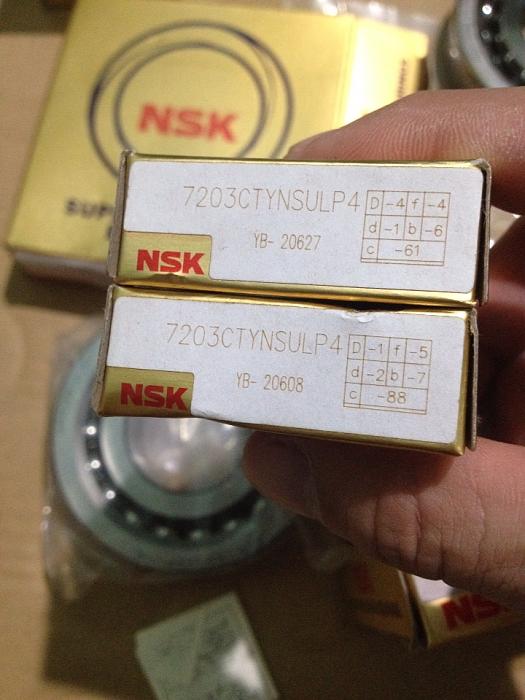 NSK
SUP
7203CTYNSULP4
D -4 f -4
d -1 b -6
c -61
YB- 20627
NSK
7203CTYNSULP4
D -1 f -5
d -2 b -7
c -88
YB- 20608
NSK
NSK